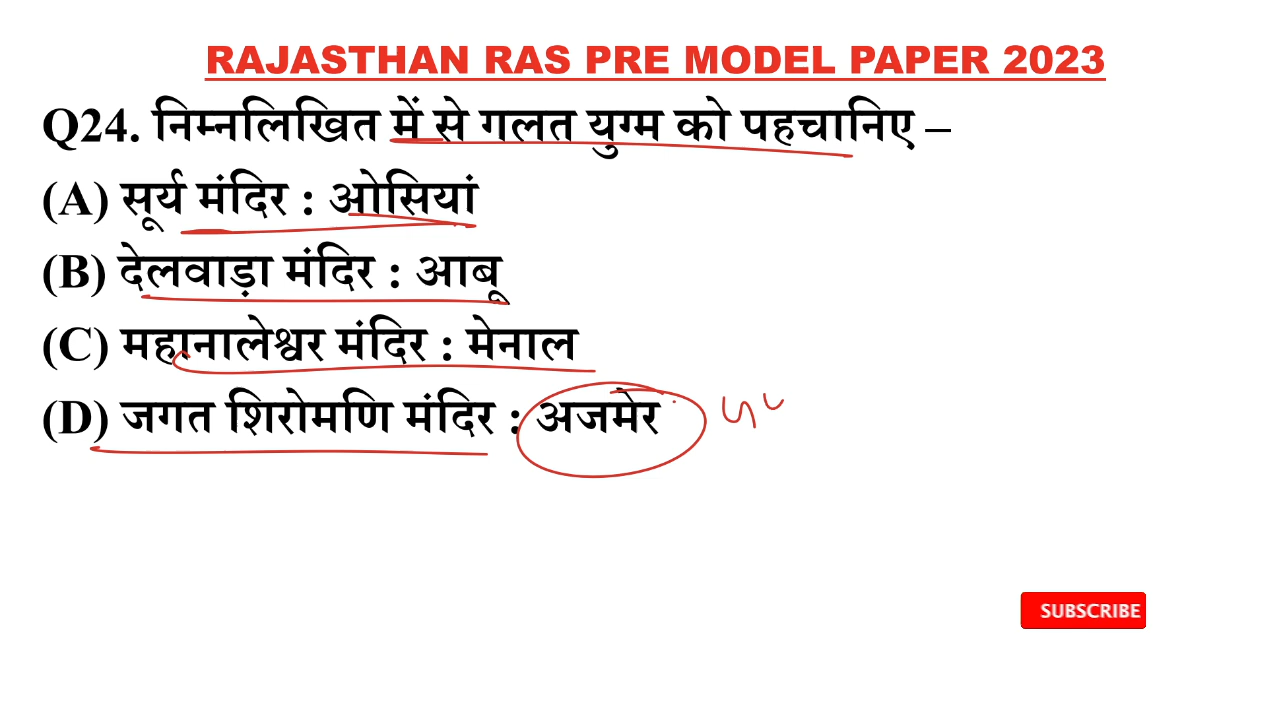 RAJASTHAN RAS PRE MODEL PAPER 2023
Q24. निम्नलिखित में से गलत युग्म को पहचानिए –
(A) सूर्य मंदिर : ओसियां
(B) देलवाड़ा मंदिर : आबू
(C) महानालेश्वर मंदिर : मेनाल
(D) जगत शिरोमणि मंदिर : अजमेर
SUBSCRIBE